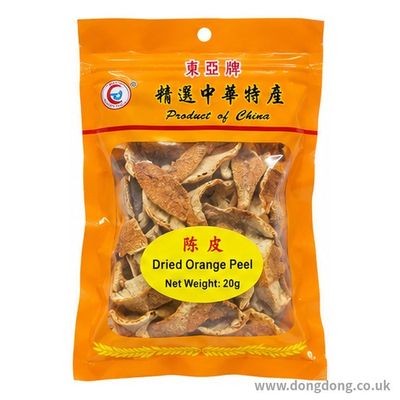 東亞牌
®
精選中華特產
Product of China
陈皮
Dried Orange Peel
Net Weight: 20g
www.dongdong.co.uk